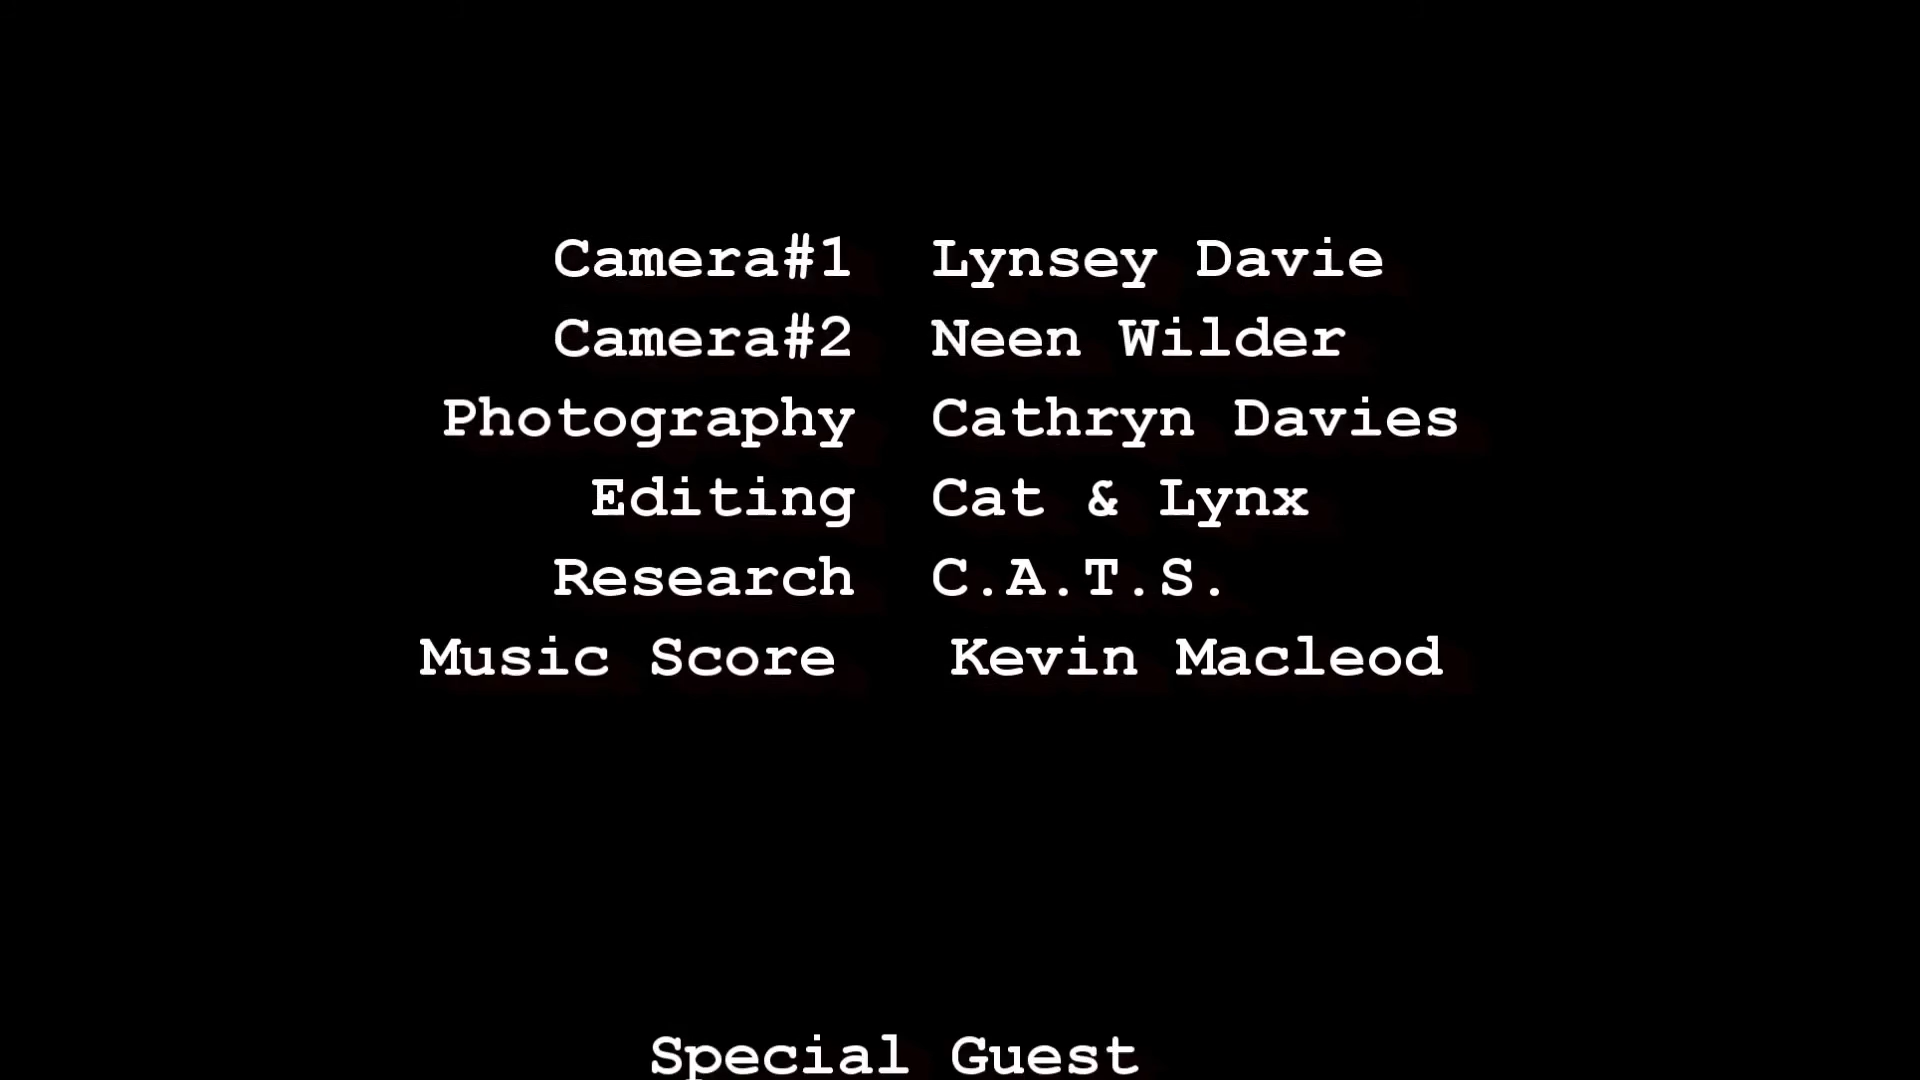 Camera#1 Lynsey Davie
Camera#2 Neen Wilder
Photography Cathryn Davies
Editing Cat & Lynx
Research C.A.T.S.
Music Score Kevin Macleod
Special Guest